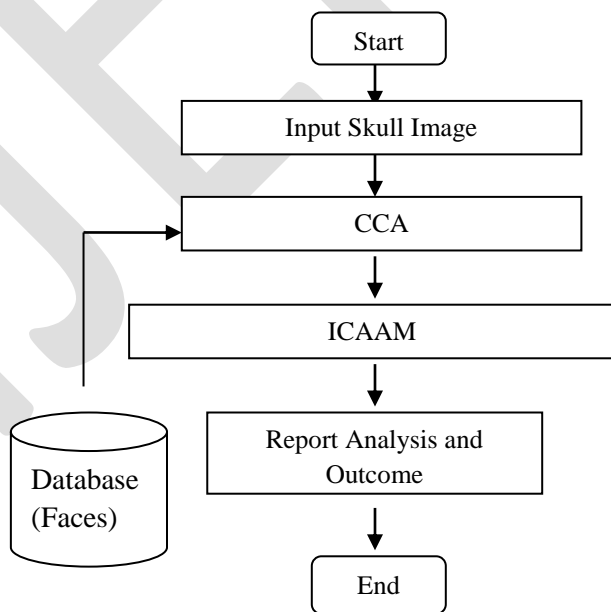 Start
Input Skull Image
CCA
ICAAM
Report Analysis and
Outcome
Database
(Faces)
End